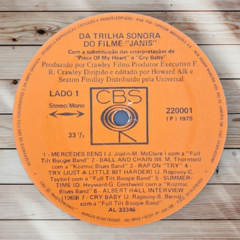 DA TRILHA SONORA
DO FILME "JANIS"
Com a substituição das interpretações de
"Piece Of My Heart" e "Cry Baby"
Produzido por Crawley Films Produtor Executivo F.
R. Crawley Dirigido e editado por Howard Alk e
Seaton Findlay Distribuído pela Universal
LADO 1
CBS
220001
Stereo-Mono
(P) 1975
33 ⅓
1 - MERCEDES BENS (J. Joplin-M. McClure) com a "Full
Tilt Boogie Band" 2 - BALL AND CHAIN (W. M. Thornton)
com a "Kozmic Blues Band" 3 - RAP ON "TRY" 4 -
TRY (JUST A LITTLE BIT HARDER) (J. Ragovoy-C.
Taylor) com a "Full Tilt Boogie Band" 5 - SUMMER-
TIME (D. Heyward-G. Gershwin) com a "Kozmic
Blues Band" 6 - ALBERT HALL INTERVIEW
(1969) 7 - CRY BABY (J. Ragovoy-B. Berns)
com a "Full Tilt Boogie Band"
AL 33346